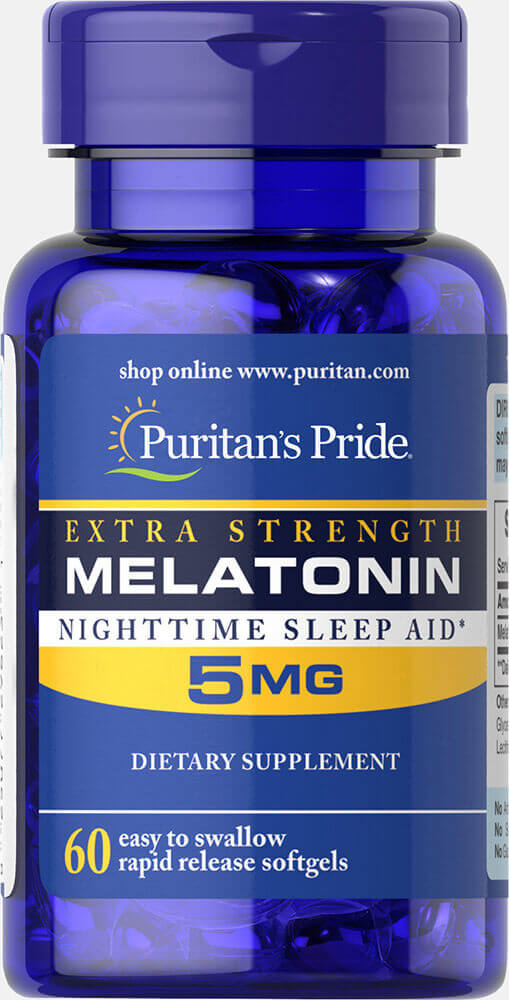 shop online www.puritan.com
Puritan's Pride®
EXTRA STRENGTH
MELATONIN
NIGHTTIME SLEEP AID*
5MG
DIETARY SUPPLEMENT
60 easy to swallow
rapid release softgels